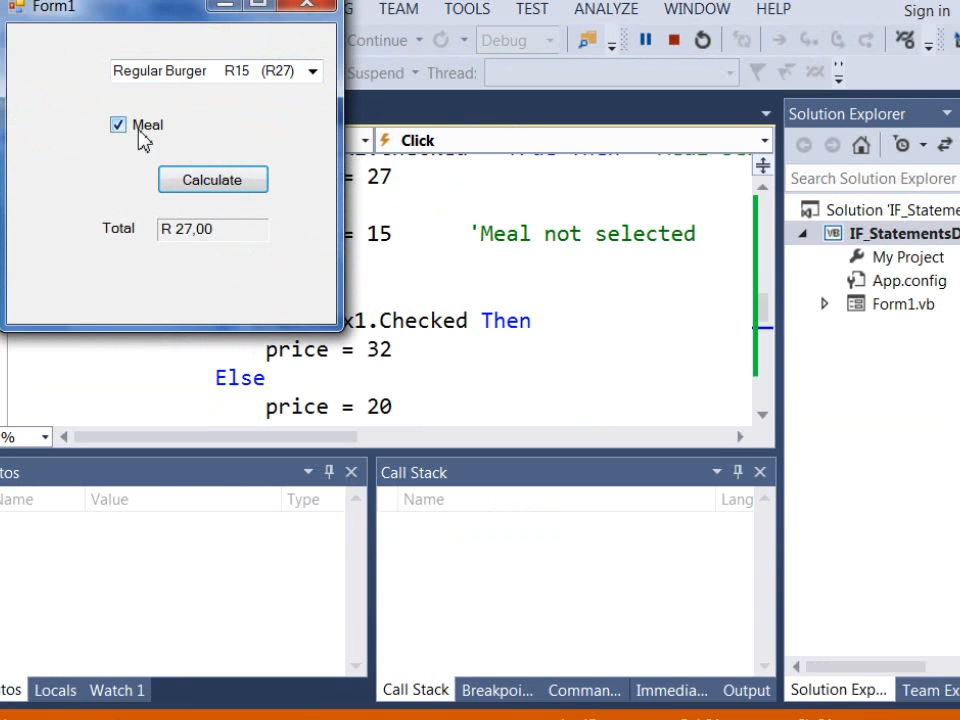 Form1
TEAM TOOLS TEST ANALYZE WINDOW HELP
Sign in
Continue Debug
Suspend Thread:
Regular Burger R15 (R27)
Meal
Calculate
Total R 27,00
Click
= 27
= 15 'Meal not selected
x1.Checked Then
price = 32
Else
price = 20
%
Solution Explorer
Search Solution Explorer
Solution 'IF_Stateme
IF_StatementsD
My Project
App.config
Form1.vb
tos
Name Value Type
Call Stack
Name Lang
tos Locals Watch 1
Call Stack Breakpoi... Comman... Immedia... Output
Solution Exp... Team Ex